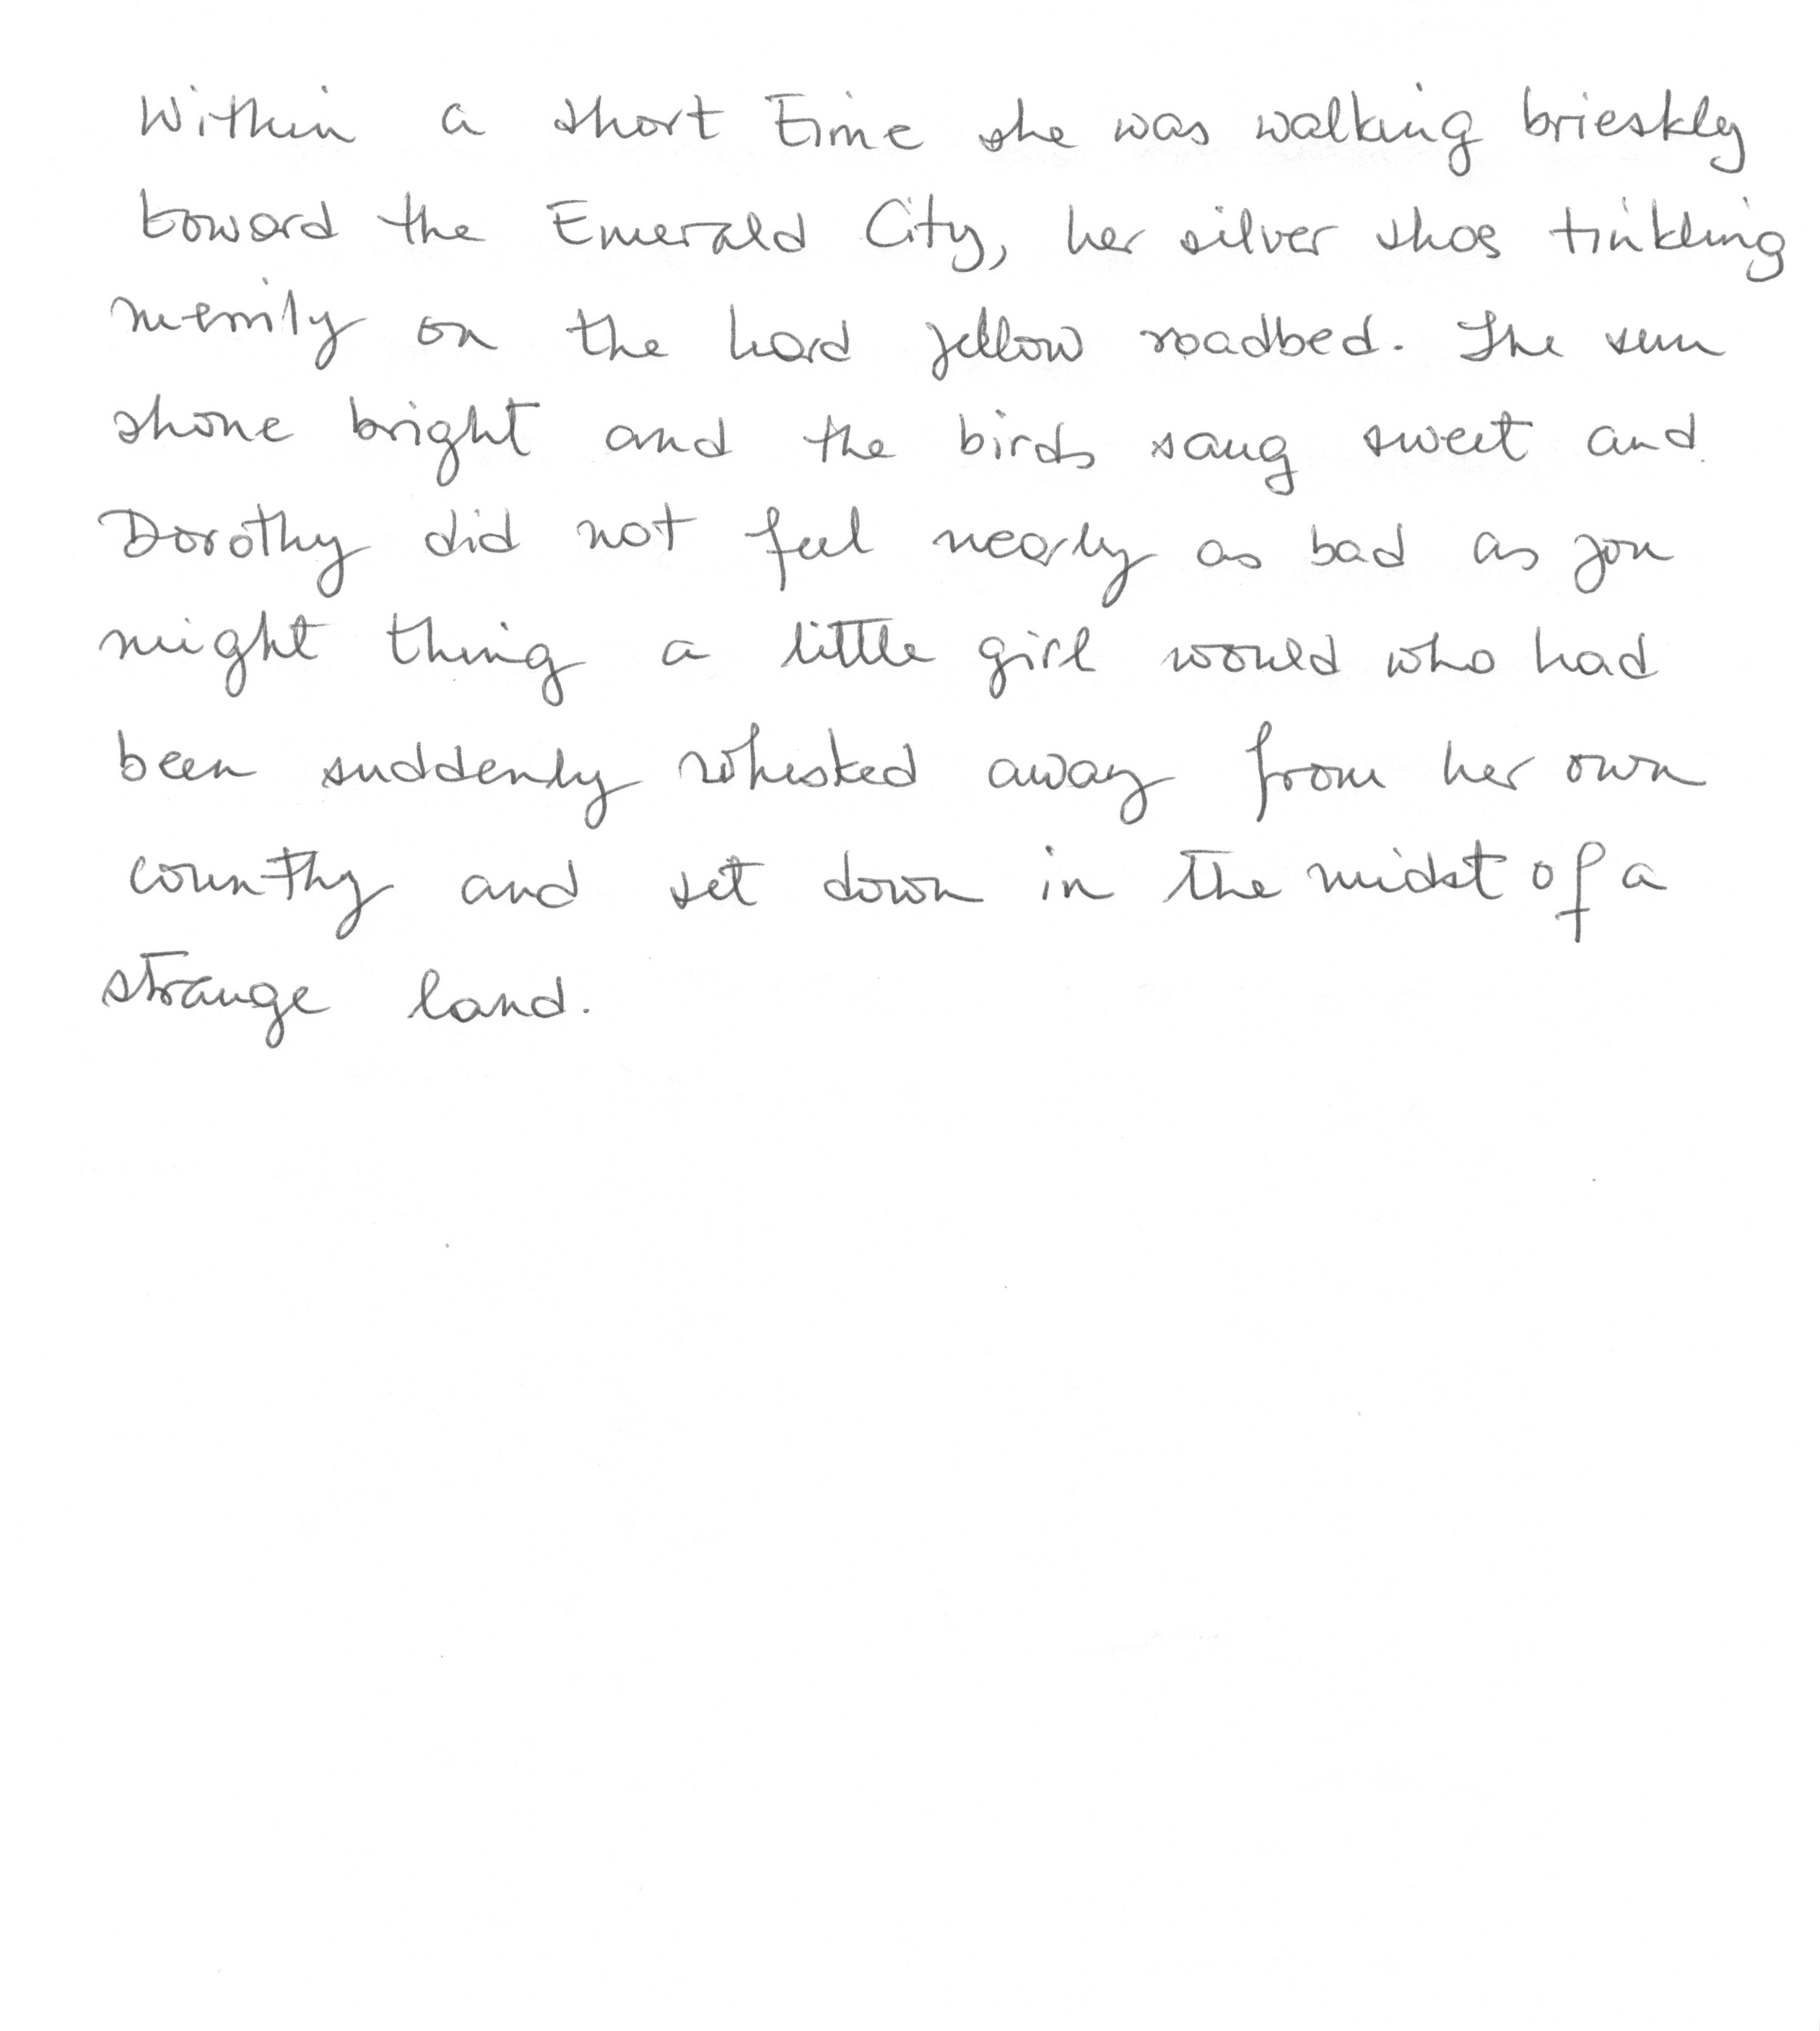 Within a short time she was walking brieskly
toward the Emerald City, her silver shos tinkling
merrily on the hard yellow roadbed. The sun
shone bright and the birds sang sweet and
Dorothy did not feel nearly as bad as you
might thing a little girl would who had
been suddenly whisked away from her own
counthy and set down in the midst of a
strange land.